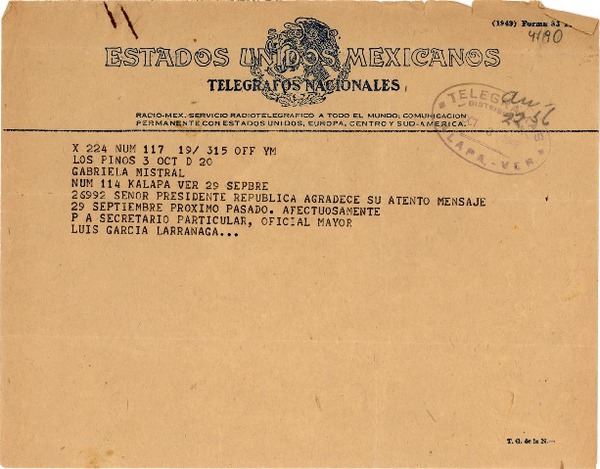 (1949) Forma 83
4180
ESTADOS UNIDOS MEXICANOS
TELEGRAFOS NACIONALES
RADIO-MEX. SERVICIO RADIOTELEGRAFICO A TODO EL MUNDO; COMUNICACION
PERMANENTE CON ESTADOS UNIDOS, EUROPA, CENTRO Y SUD-AMERICA.
X 224 NUM 117 19/ 315 OFF YM
LOS PINOS 3 OCT D 20
GABRIELA MISTRAL
NUM 114 KALAPA VER 29 SEPBRE
26992 SENOR PRESIDENTE REPUBLICA AGRADECE SU ATENTO MENSAJE
29 SEPTIEMBRE PROXIMO PASADO. AFECTUOSAMENTE
P A SECRETARIO PARTICULAR, OFICIAL MAYOR
LUIS GARCIA LARRANAGA...
T. G. de la N.